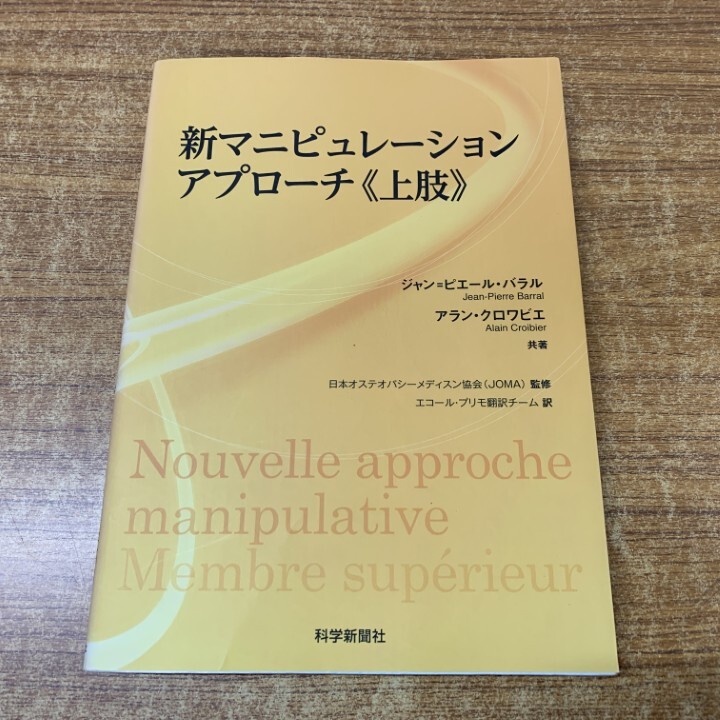 新マニピュレーション
アプローチ《上肢》
ジャン=ピエール・バラル
Jean-Pierre Barral
アラン・クロワビエ
Alain Croibier
共著
日本オステオパシーメディスン協会（JOMA） 監修
エコール・プリモ翻訳チーム 訳
Nouvelle approche
manipulative
Membre supérieur
科学新聞社